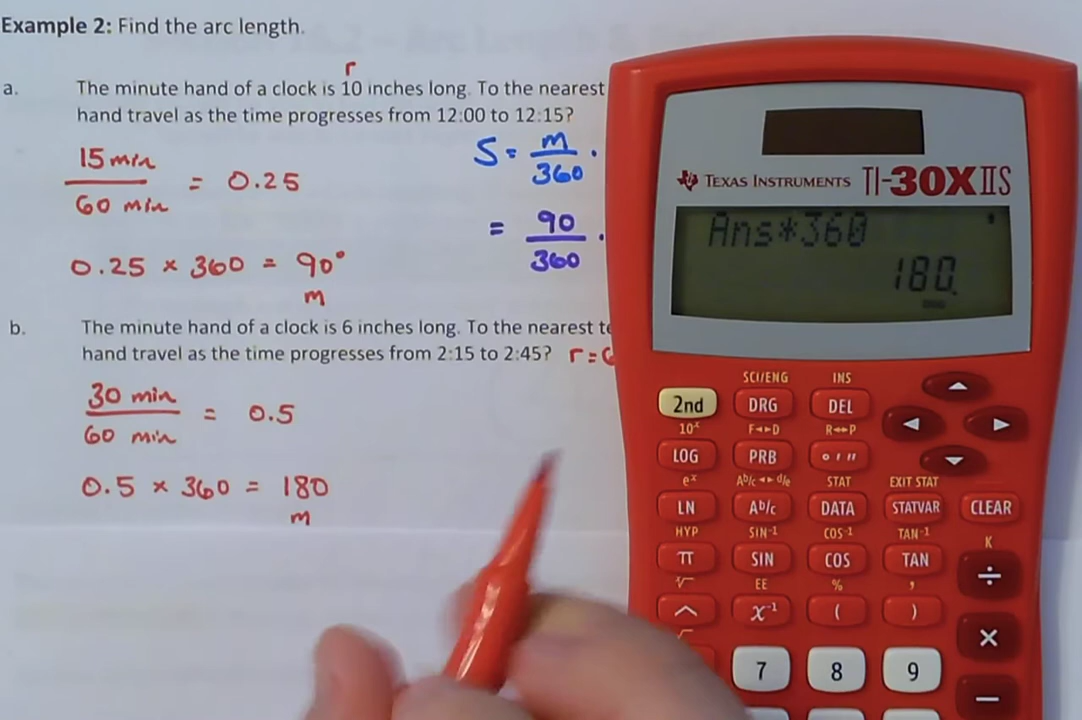 Example 2: Find the arc length.
r
a. The minute hand of a clock is 10 inches long. To the nearest
hand travel as the time progresses from 12:00 to 12:15?
15 min
60 min
= 0.25
S = m/360 ·
= 90/360 ·
0.25 × 360 = 90°
m
b. The minute hand of a clock is 6 inches long. To the nearest
hand travel as the time progresses from 2:15 to 2:45? r =
30 min
60 min
= 0.5
0.5 × 360 = 180
m
TEXAS INSTRUMENTS TI-30X IIS
Ans*360
180.
SCI/ENG INS
2nd DRG DEL
10ˣ F◄►D R◄►P
LOG PRB ° ' "
eˣ Ab/c ◄► d/e STAT EXIT STAT
LN Ab/c DATA STATVAR CLEAR
HYP SIN⁻¹ COS⁻¹ TAN⁻¹ K
π SIN COS TAN ÷
EE % ,
^ x⁻¹ ( ) ×
√
7 8 9 −